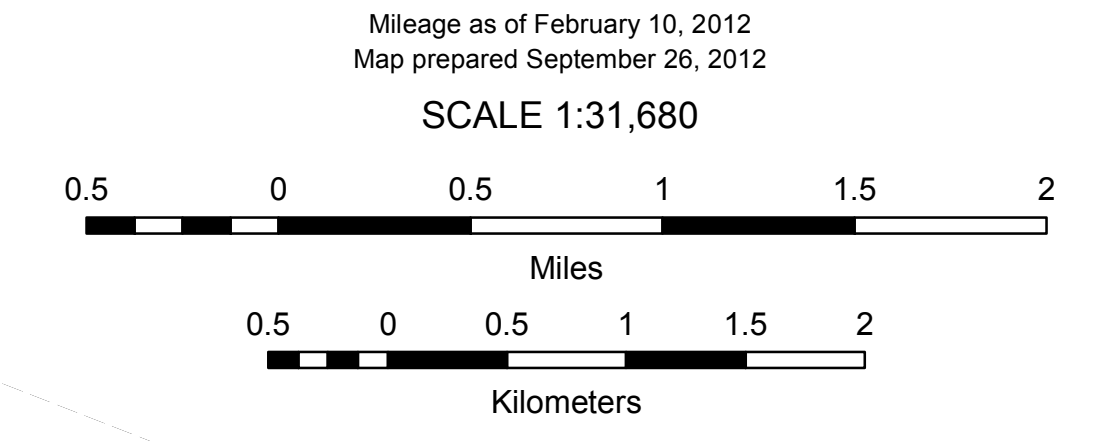 Mileage as of February 10, 2012
Map prepared September 26, 2012
SCALE 1:31,680
0.5 0 0.5 1 1.5 2
Miles
0.5 0 0.5 1 1.5 2
Kilometers